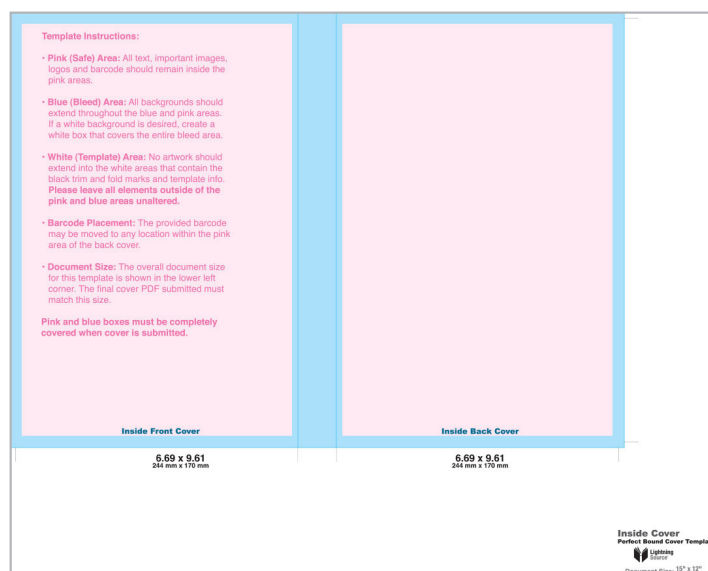 Template Instructions:
• Pink (Safe) Area: All text, important images,
logos and barcode should remain inside the
pink areas.
• Blue (Bleed) Area: All backgrounds should
extend throughout the blue and pink areas.
If a white background is desired, create a
white box that covers the entire bleed area.
• White (Template) Area: No artwork should
extend into the white areas that contain the
black trim and fold marks and template info.
Please leave all elements outside of the
pink and blue areas unaltered.
• Barcode Placement: The provided barcode
may be moved to any location within the pink
area of the back cover.
• Document Size: The overall document size
for this template is shown in the lower left
corner. The final cover PDF submitted must
match this size.
Pink and blue boxes must be completely
covered when cover is submitted.
Inside Front Cover
Inside Back Cover
6.69 x 9.61
244 mm x 170 mm
6.69 x 9.61
244 mm x 170 mm
Inside Cover
Perfect Bound Cover Templa
Lightning
Source
Document Size: 15" x 12"